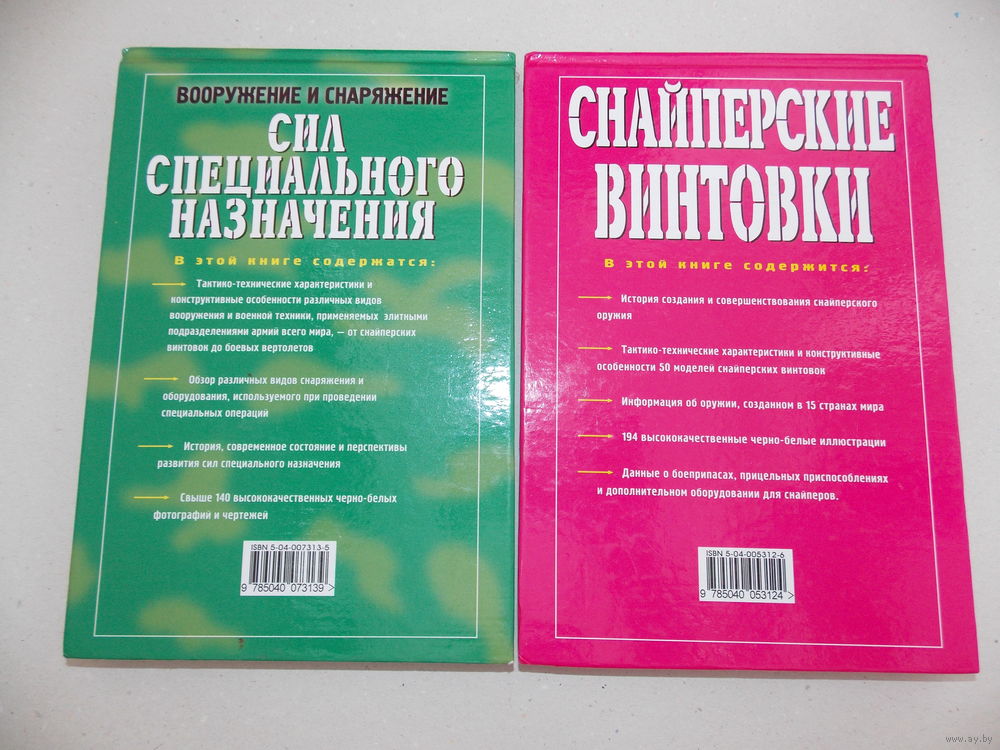 ВООРУЖЕНИЕ И СНАРЯЖЕНИЕ
СИЛ
СПЕЦИАЛЬНОГО
НАЗНАЧЕНИЯ
В этой книге содержатся:
Тактико-технические характеристики и
конструктивные особенности различных видов
вооружения и военной техники, применяемых элитными
подразделениями армий всего мира, — от снайперских
винтовок до боевых вертолетов
Обзор различных видов снаряжения и
оборудования, используемого при проведении
специальных операций
История, современное состояние и перспективы
развития сил специального назначения
Свыше 140 высококачественных черно-белых
фотографий и чертежей
ISBN 5-04-007313-5
9 785040 073139 >
СНАЙПЕРСКИЕ
ВИНТОВКИ
В этой книге содержится:
История создания и совершенствования снайперского
оружия
Тактико-технические характеристики и конструктивные
особенности 50 моделей снайперских винтовок
Информация об оружии, созданном в 15 странах мира
194 высококачественные черно-белые иллюстрации
Данные о боеприпасах, прицельных приспособлениях
и дополнительном оборудовании для снайперов.
ISBN 5-04-005312-6
9 785040 053124 >
www.ay.by